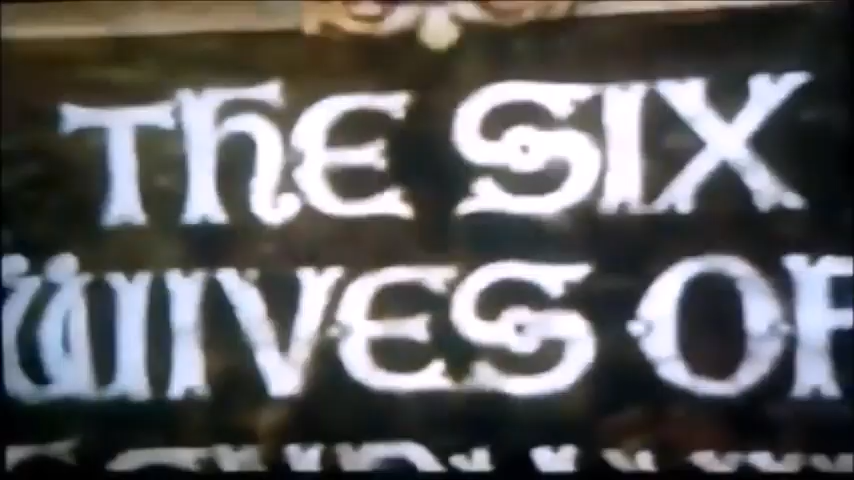 THE SIX
WIVES OF